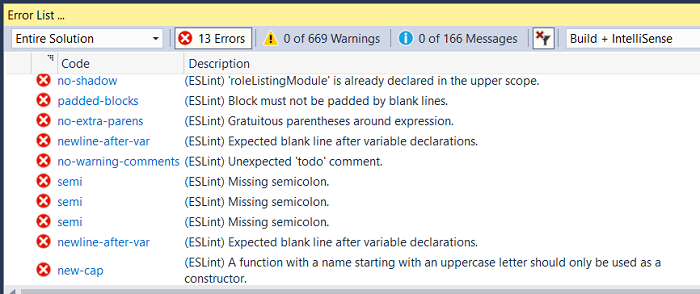 Error List ...
Entire Solution 13 Errors 0 of 669 Warnings 0 of 166 Messages Build + IntelliSense
Code Description
no-shadow (ESLint) 'roleListingModule' is already declared in the upper scope.
padded-blocks (ESLint) Block must not be padded by blank lines.
no-extra-parens (ESLint) Gratuitous parentheses around expression.
newline-after-var (ESLint) Expected blank line after variable declarations.
no-warning-comments (ESLint) Unexpected 'todo' comment.
semi (ESLint) Missing semicolon.
semi (ESLint) Missing semicolon.
semi (ESLint) Missing semicolon.
newline-after-var (ESLint) Expected blank line after variable declarations.
new-cap (ESLint) A function with a name starting with an uppercase letter should only be used as a
constructor.